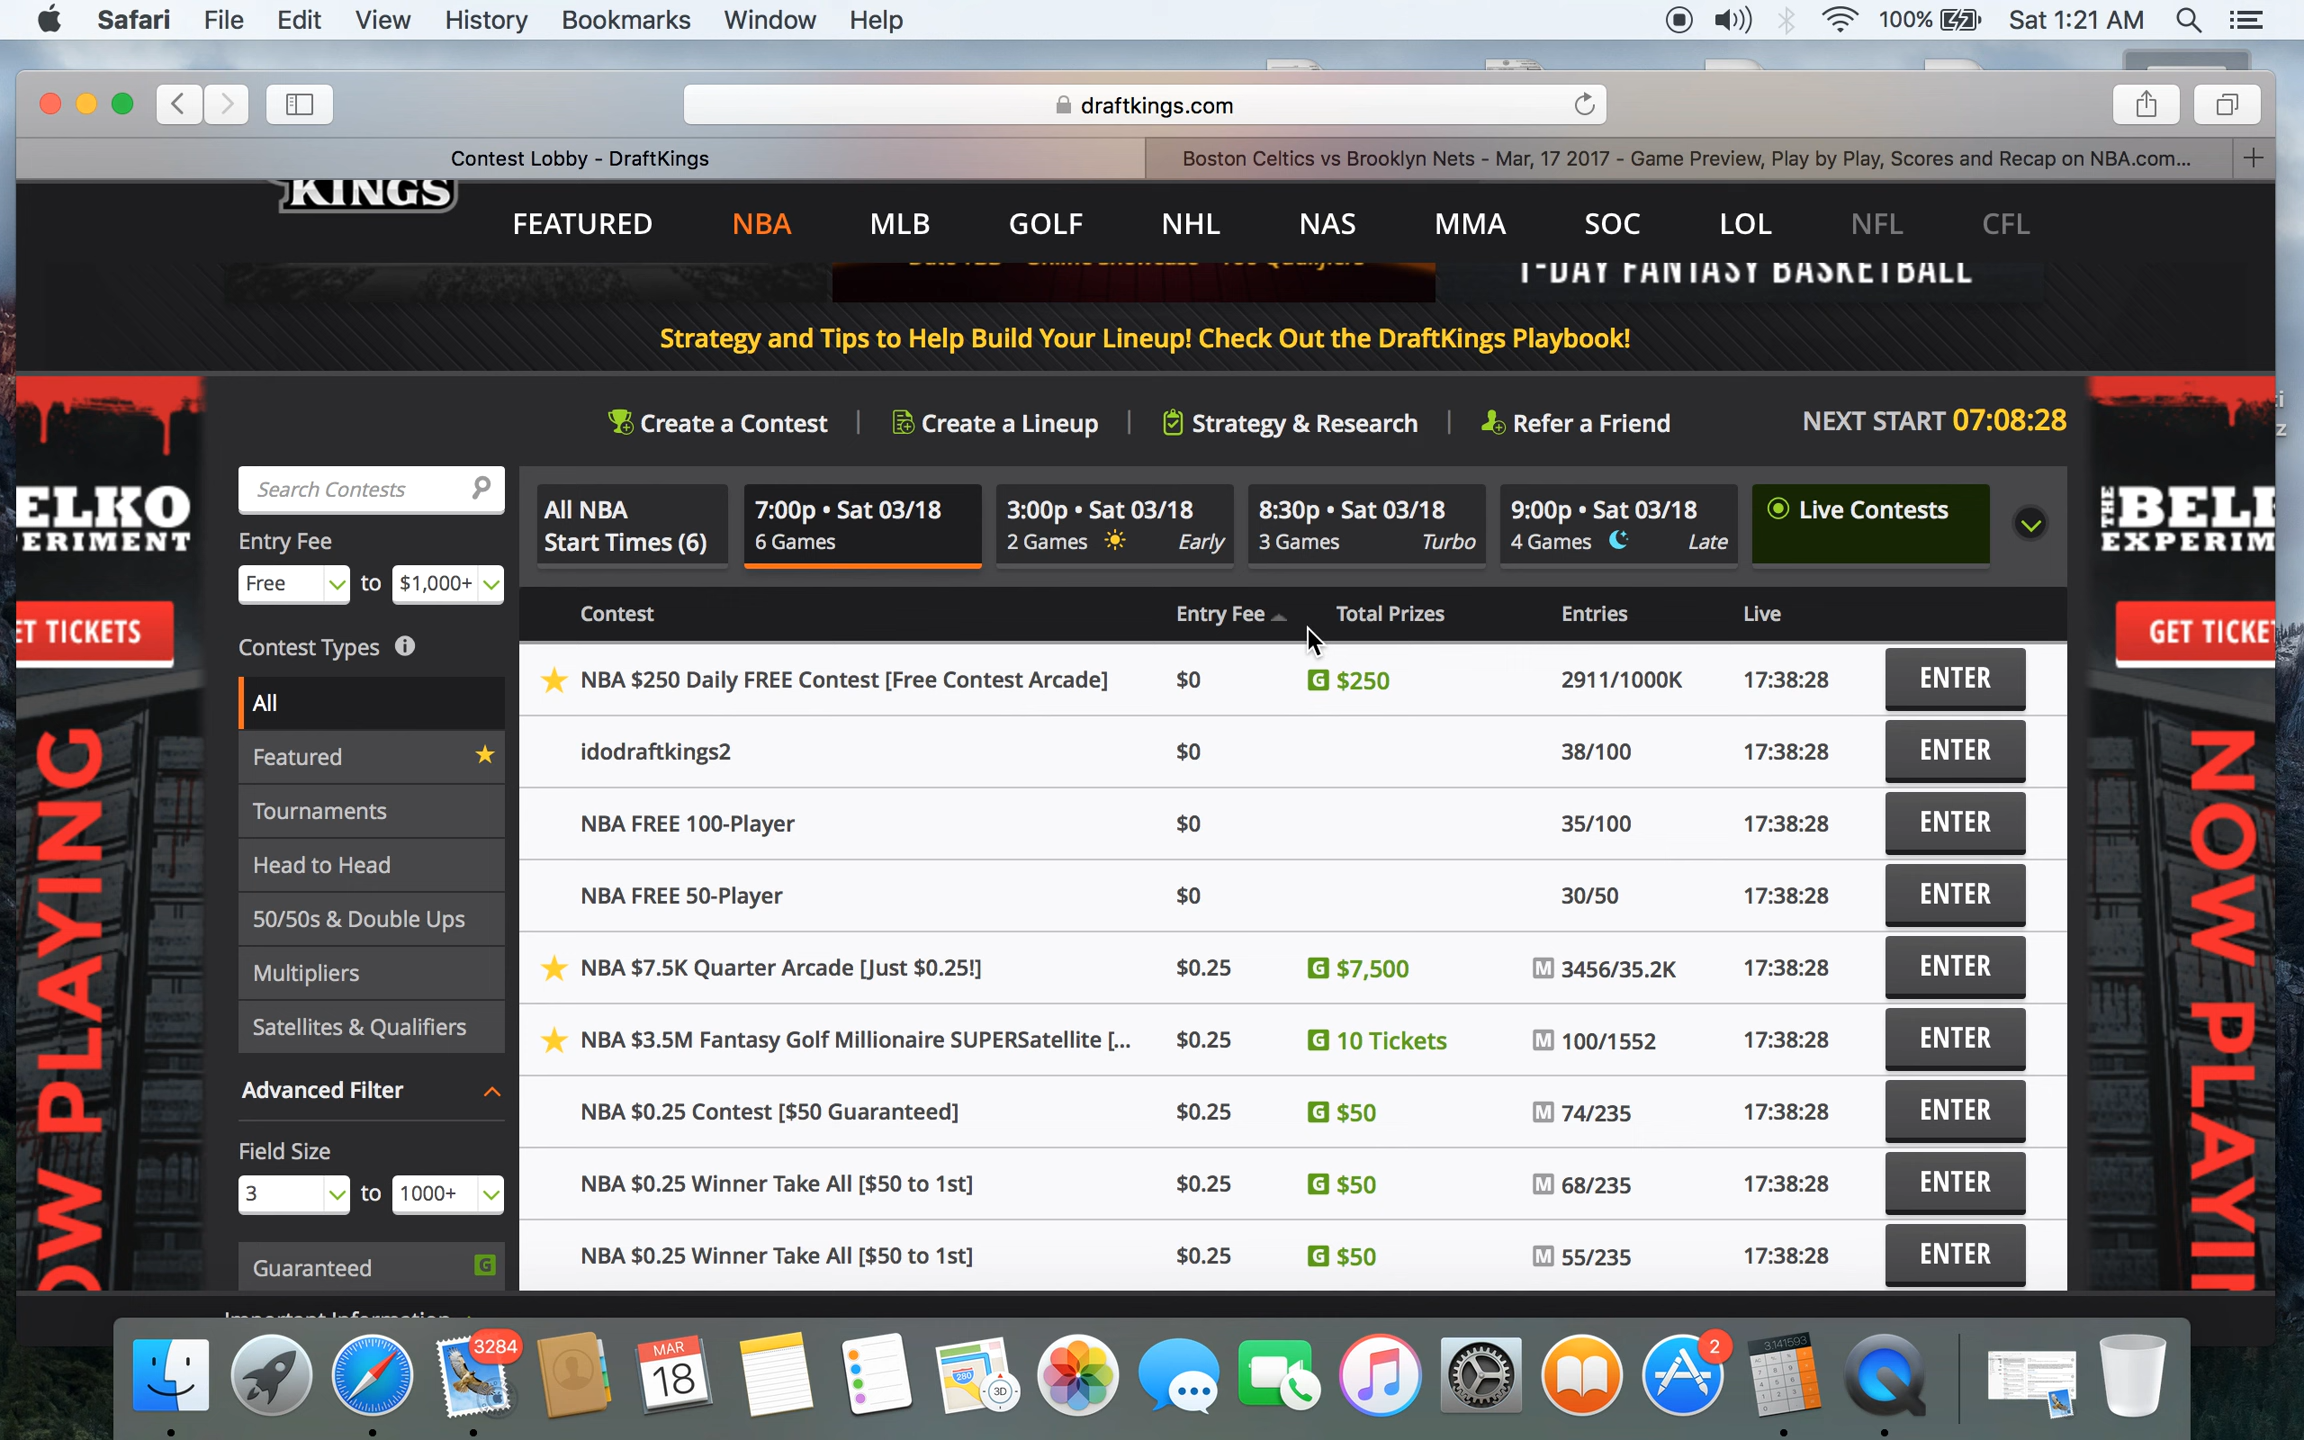 Safari File Edit View History Bookmarks Window Help 100% Sat 1:21 AM
draftkings.com
Contest Lobby - DraftKings
Boston Celtics vs Brooklyn Nets - Mar, 17 2017 - Game Preview, Play by Play, Scores and Recap on NBA.com...
KINGS
FEATURED NBA MLB GOLF NHL NAS MMA SOC LOL NFL CFL
1-DAY FANTASY BASKETBALL
Strategy and Tips to Help Build Your Lineup! Check Out the DraftKings Playbook!
Create a Contest | Create a Lineup | Strategy & Research | Refer a Friend
NEXT START 07:08:28
Search Contests
Entry Fee
Free to $1,000+
Contest Types
All
Featured
Tournaments
Head to Head
50/50s & Double Ups
Multipliers
Satellites & Qualifiers
Advanced Filter
Field Size
3 to 1000+
Guaranteed G
All NBA
Start Times (6)
7:00p • Sat 03/18
6 Games
3:00p • Sat 03/18
2 Games Early
8:30p • Sat 03/18
3 Games Turbo
9:00p • Sat 03/18
4 Games Late
Live Contests
Contest Entry Fee Total Prizes Entries Live
NBA $250 Daily FREE Contest [Free Contest Arcade] $0 G $250 2911/1000K 17:38:28 ENTER
idodraftkings2 $0 38/100 17:38:28 ENTER
NBA FREE 100-Player $0 35/100 17:38:28 ENTER
NBA FREE 50-Player $0 30/50 17:38:28 ENTER
NBA $7.5K Quarter Arcade [Just $0.25!] $0.25 G $7,500 M 3456/35.2K 17:38:28 ENTER
NBA $3.5M Fantasy Golf Millionaire SUPERSatellite [... $0.25 G 10 Tickets M 100/1552 17:38:28 ENTER
NBA $0.25 Contest [$50 Guaranteed] $0.25 G $50 M 74/235 17:38:28 ENTER
NBA $0.25 Winner Take All [$50 to 1st] $0.25 G $50 M 68/235 17:38:28 ENTER
NBA $0.25 Winner Take All [$50 to 1st] $0.25 G $50 M 55/235 17:38:28 ENTER
ELKO
ERIMENT
ET TICKETS
OW PLAYING
THE BELK
EXPERIM
GET TICKE
NOW PLAYIN
Important Information
3284
MAR
18
280
3D
2
3.141593